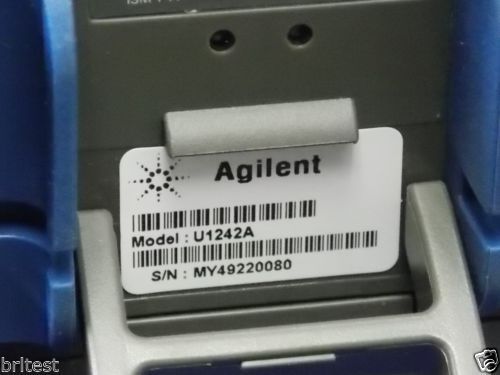 Agilent
Model : U1242A
S/N : MY49220080
britest